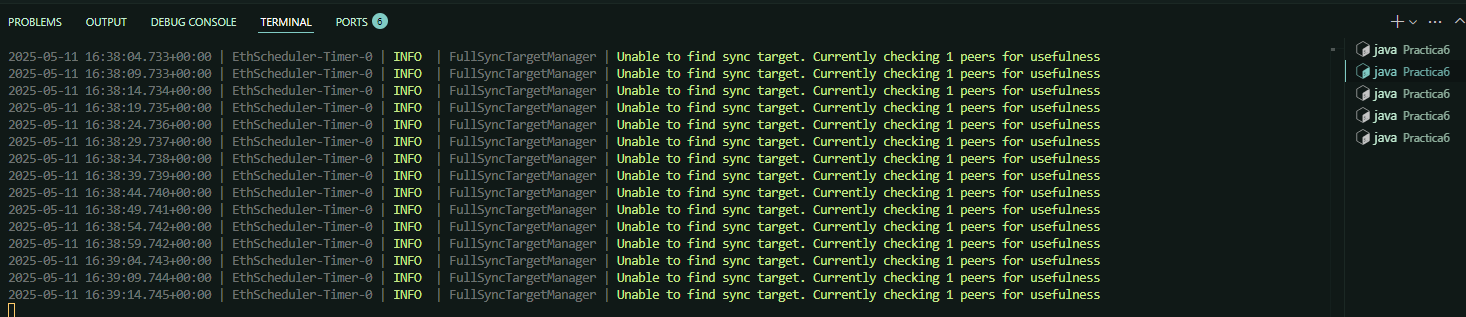 PROBLEMS OUTPUT DEBUG CONSOLE TERMINAL PORTS 6
2025-05-11 16:38:04.733+00:00 | EthScheduler-Timer-0 | INFO | FullSyncTargetManager | Unable to find sync target. Currently checking 1 peers for usefulness
2025-05-11 16:38:09.733+00:00 | EthScheduler-Timer-0 | INFO | FullSyncTargetManager | Unable to find sync target. Currently checking 1 peers for usefulness
2025-05-11 16:38:14.734+00:00 | EthScheduler-Timer-0 | INFO | FullSyncTargetManager | Unable to find sync target. Currently checking 1 peers for usefulness
2025-05-11 16:38:19.735+00:00 | EthScheduler-Timer-0 | INFO | FullSyncTargetManager | Unable to find sync target. Currently checking 1 peers for usefulness
2025-05-11 16:38:24.736+00:00 | EthScheduler-Timer-0 | INFO | FullSyncTargetManager | Unable to find sync target. Currently checking 1 peers for usefulness
2025-05-11 16:38:29.737+00:00 | EthScheduler-Timer-0 | INFO | FullSyncTargetManager | Unable to find sync target. Currently checking 1 peers for usefulness
2025-05-11 16:38:34.738+00:00 | EthScheduler-Timer-0 | INFO | FullSyncTargetManager | Unable to find sync target. Currently checking 1 peers for usefulness
2025-05-11 16:38:39.739+00:00 | EthScheduler-Timer-0 | INFO | FullSyncTargetManager | Unable to find sync target. Currently checking 1 peers for usefulness
2025-05-11 16:38:44.740+00:00 | EthScheduler-Timer-0 | INFO | FullSyncTargetManager | Unable to find sync target. Currently checking 1 peers for usefulness
2025-05-11 16:38:49.741+00:00 | EthScheduler-Timer-0 | INFO | FullSyncTargetManager | Unable to find sync target. Currently checking 1 peers for usefulness
2025-05-11 16:38:54.742+00:00 | EthScheduler-Timer-0 | INFO | FullSyncTargetManager | Unable to find sync target. Currently checking 1 peers for usefulness
2025-05-11 16:38:59.742+00:00 | EthScheduler-Timer-0 | INFO | FullSyncTargetManager | Unable to find sync target. Currently checking 1 peers for usefulness
2025-05-11 16:39:04.743+00:00 | EthScheduler-Timer-0 | INFO | FullSyncTargetManager | Unable to find sync target. Currently checking 1 peers for usefulness
2025-05-11 16:39:09.744+00:00 | EthScheduler-Timer-0 | INFO | FullSyncTargetManager | Unable to find sync target. Currently checking 1 peers for usefulness
2025-05-11 16:39:14.745+00:00 | EthScheduler-Timer-0 | INFO | FullSyncTargetManager | Unable to find sync target. Currently checking 1 peers for usefulness
java Practica6
java Practica6
java Practica6
java Practica6
java Practica6